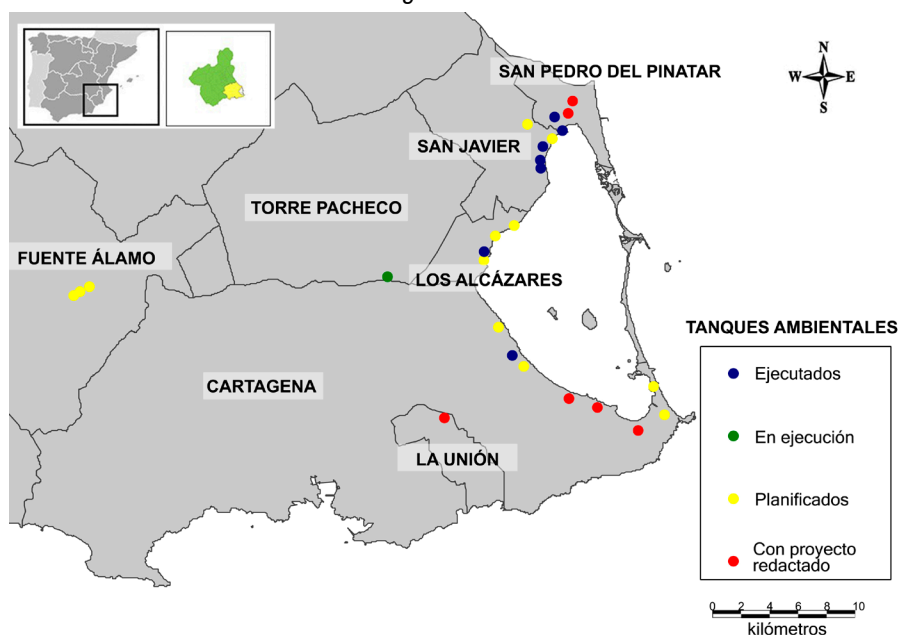 SAN PEDRO DEL PINATAR
N
W E
S
SAN JAVIER
TORRE PACHECO
FUENTE ÁLAMO
LOS ALCÁZARES
CARTAGENA
LA UNIÓN
TANQUES AMBIENTALES
Ejecutados
En ejecución
Planificados
Con proyecto
redactado
0 2 4 6 8 10
kilómetros